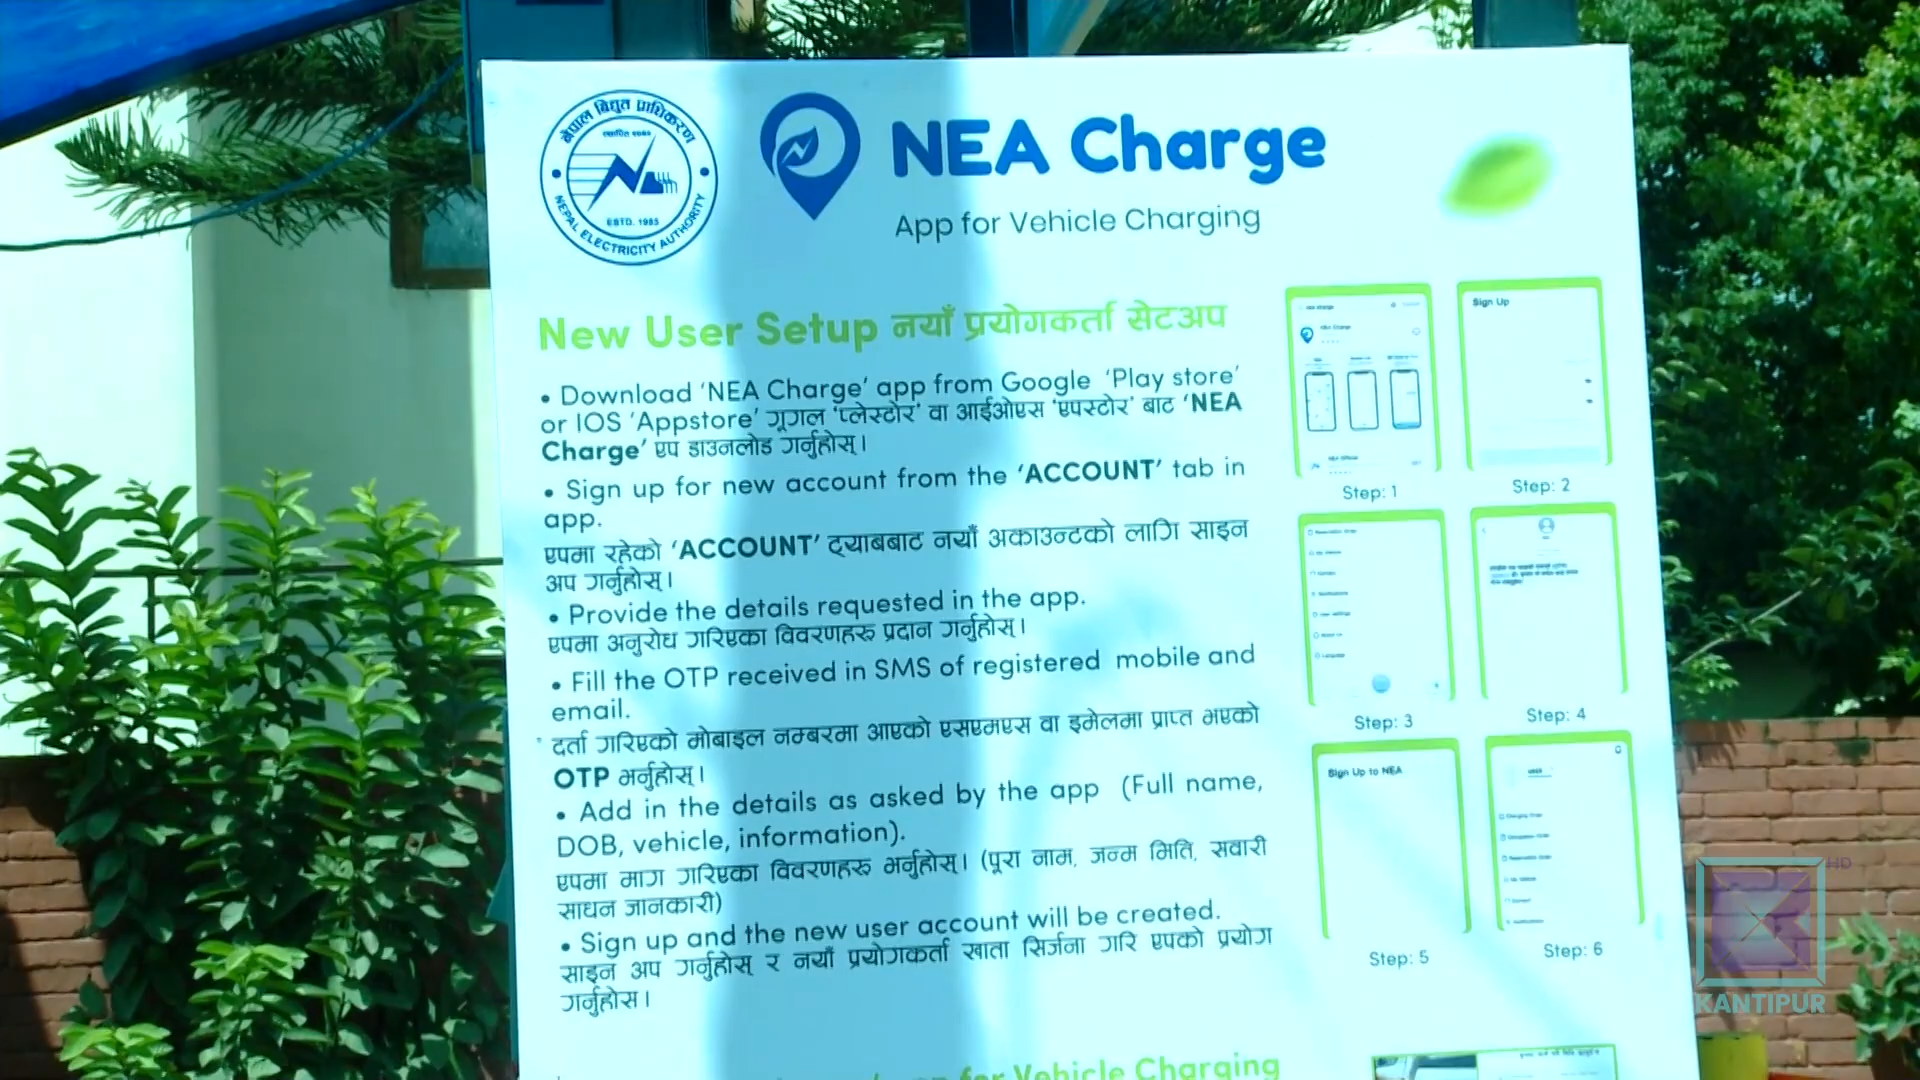 नेपाल विद्युत प्राधिकरण
NEPAL ELECTRICITY AUTHORITY
ESTD. 1985
NEA Charge
App for Vehicle Charging
New User Setup नयाँ प्रयोगकर्ता सेटअप
• Download ‘NEA Charge’ app from Google ‘Play store’
or IOS ‘Appstore’ गूगल ‘प्लेस्टोर’ वा आईओएस ‘एपस्टोर’ बाट ‘NEA
Charge’ एप डाउनलोड गर्नुहोस्।
• Sign up for new account from the ‘ACCOUNT’ tab in
app.
एपमा रहेको ‘ACCOUNT’ ट्याबबाट नयाँ अकाउन्टको लागि साइन
अप गर्नुहोस्।
• Provide the details requested in the app.
एपमा अनुरोध गरिएका विवरणहरू प्रदान गर्नुहोस्।
• Fill the OTP received in SMS of registered mobile and
email.
दर्ता गरिएको मोबाइल नम्बरमा आएको एसएमएस वा इमेलमा प्राप्त भएको
OTP भर्नुहोस्।
• Add in the details as asked by the app (Full name,
DOB, vehicle, information).
एपमा माग गरिएका विवरणहरू भर्नुहोस्। (पूरा नाम, जन्म मिति, सवारी
साधन जानकारी)
• Sign up and the new user account will be created.
साइन अप गर्नुहोस् र नयाँ प्रयोगकर्ता खाता सिर्जना गरि एपको प्रयोग
गर्नुहोस।
Sign Up
Step: 1
Step: 2
Step: 3
Step: 4
Sign Up to NEA
Step: 5
Step: 6
for Vehicle Charging
HD
KANTIPUR